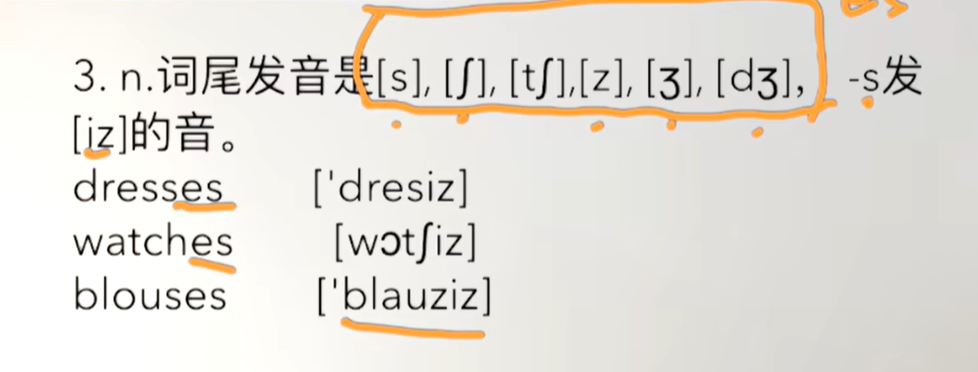 es
3. n.词尾发音是[s], [ʃ], [tʃ],[z], [ʒ], [dʒ], -s发
[iz]的音。
dresses ['dresiz]
watches [wɔtʃiz]
blouses ['blauziz]